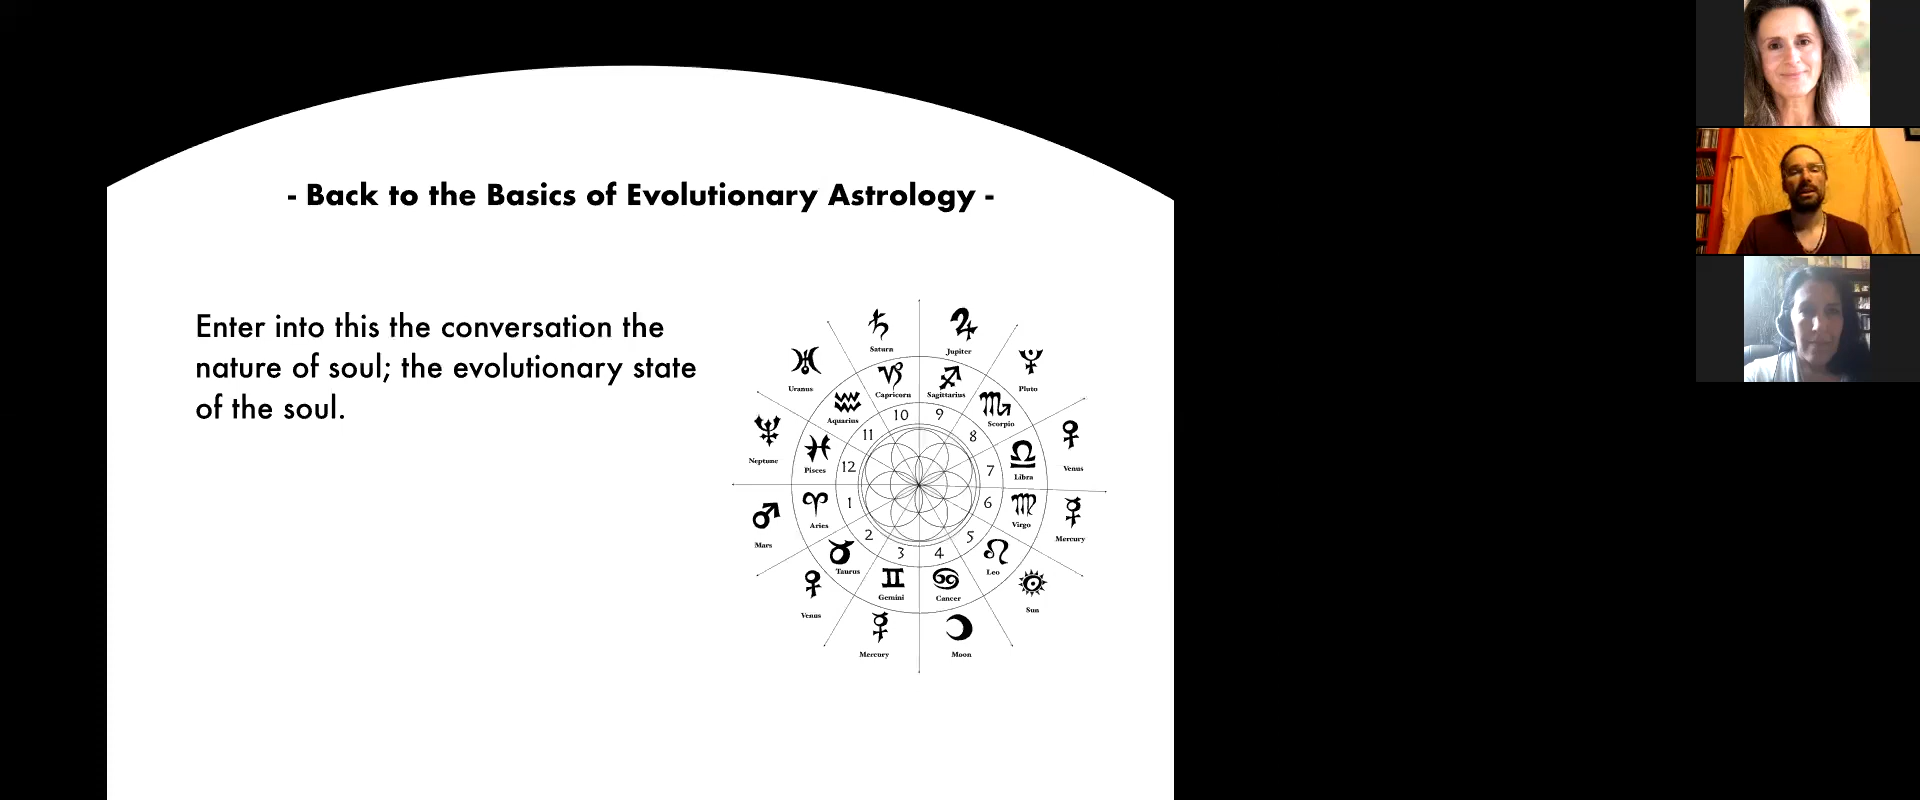 - Back to the Basics of Evolutionary Astrology -
Enter into this the conversation the
nature of soul; the evolutionary state
of the soul.
Saturn
Jupiter
Uranus
Pluto
Capricorn
Sagittarius
Aquarius
Scorpio
10
9
11
8
Neptune
Pisces
12
7
Libra
Venus
Mars
Aries
1
6
Virgo
Mercury
2
5
3
4
Taurus
Leo
Gemini
Cancer
Venus
Sun
Mercury
Moon